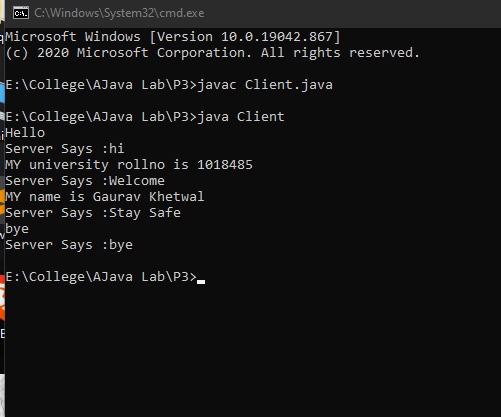 C:\Windows\System32\cmd.exe
Microsoft Windows [Version 10.0.19042.867]
(c) 2020 Microsoft Corporation. All rights reserved.
E:\College\AJava Lab\P3>javac Client.java
E:\College\AJava Lab\P3>java Client
Hello
Server Says :hi
MY university rollno is 1018485
Server Says :Welcome
MY name is Gaurav Khetwal
Server Says :Stay Safe
bye
Server Says :bye
E:\College\AJava Lab\P3>